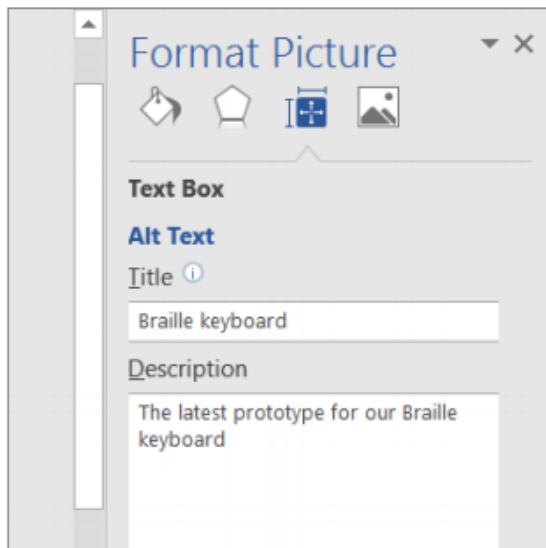 Format Picture
Text Box
Alt Text
Title
Braille keyboard
Description
The latest prototype for our Braille
keyboard